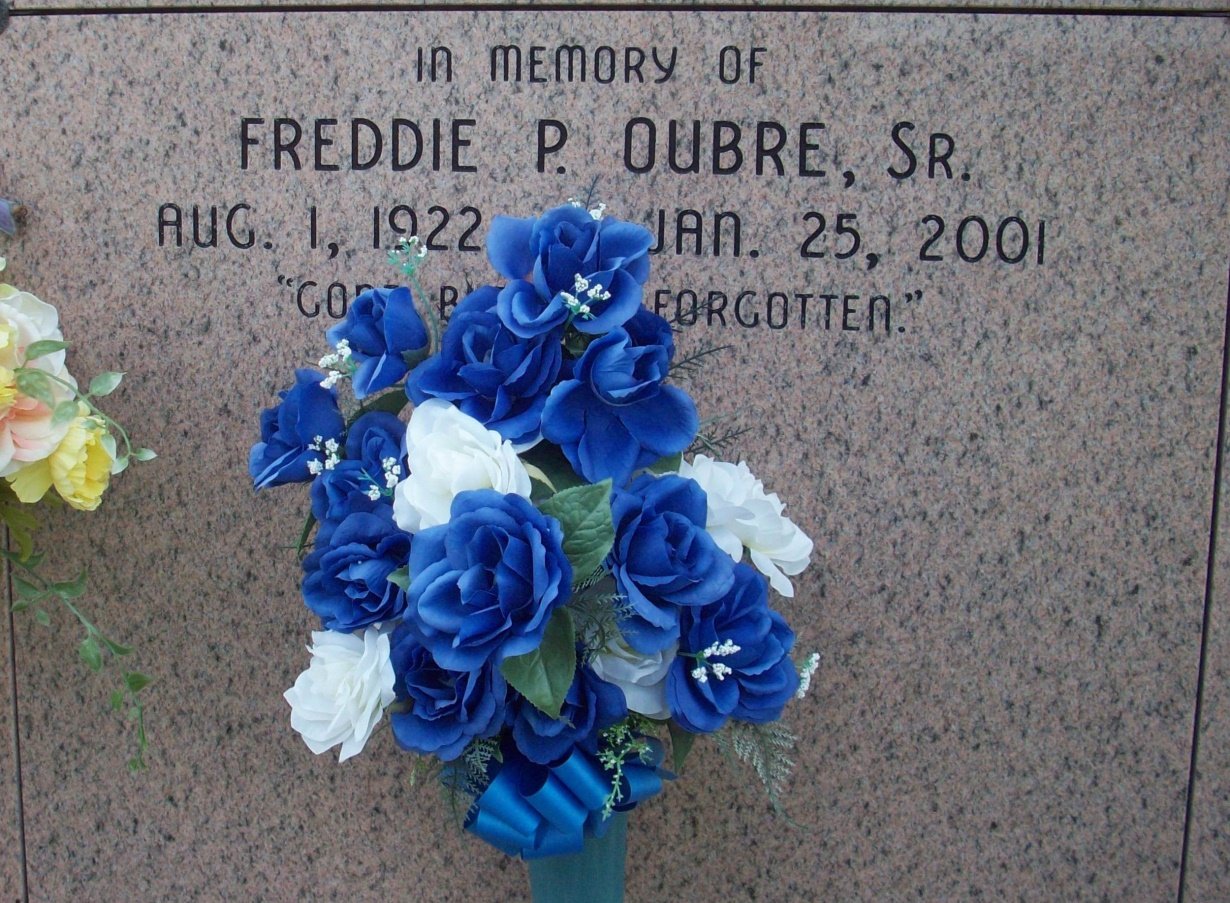 IN MEMORY OF
FREDDIE P. OUBRE, SR.
AUG. 1, 1922 JAN. 25, 2001
FORGOTTEN.”